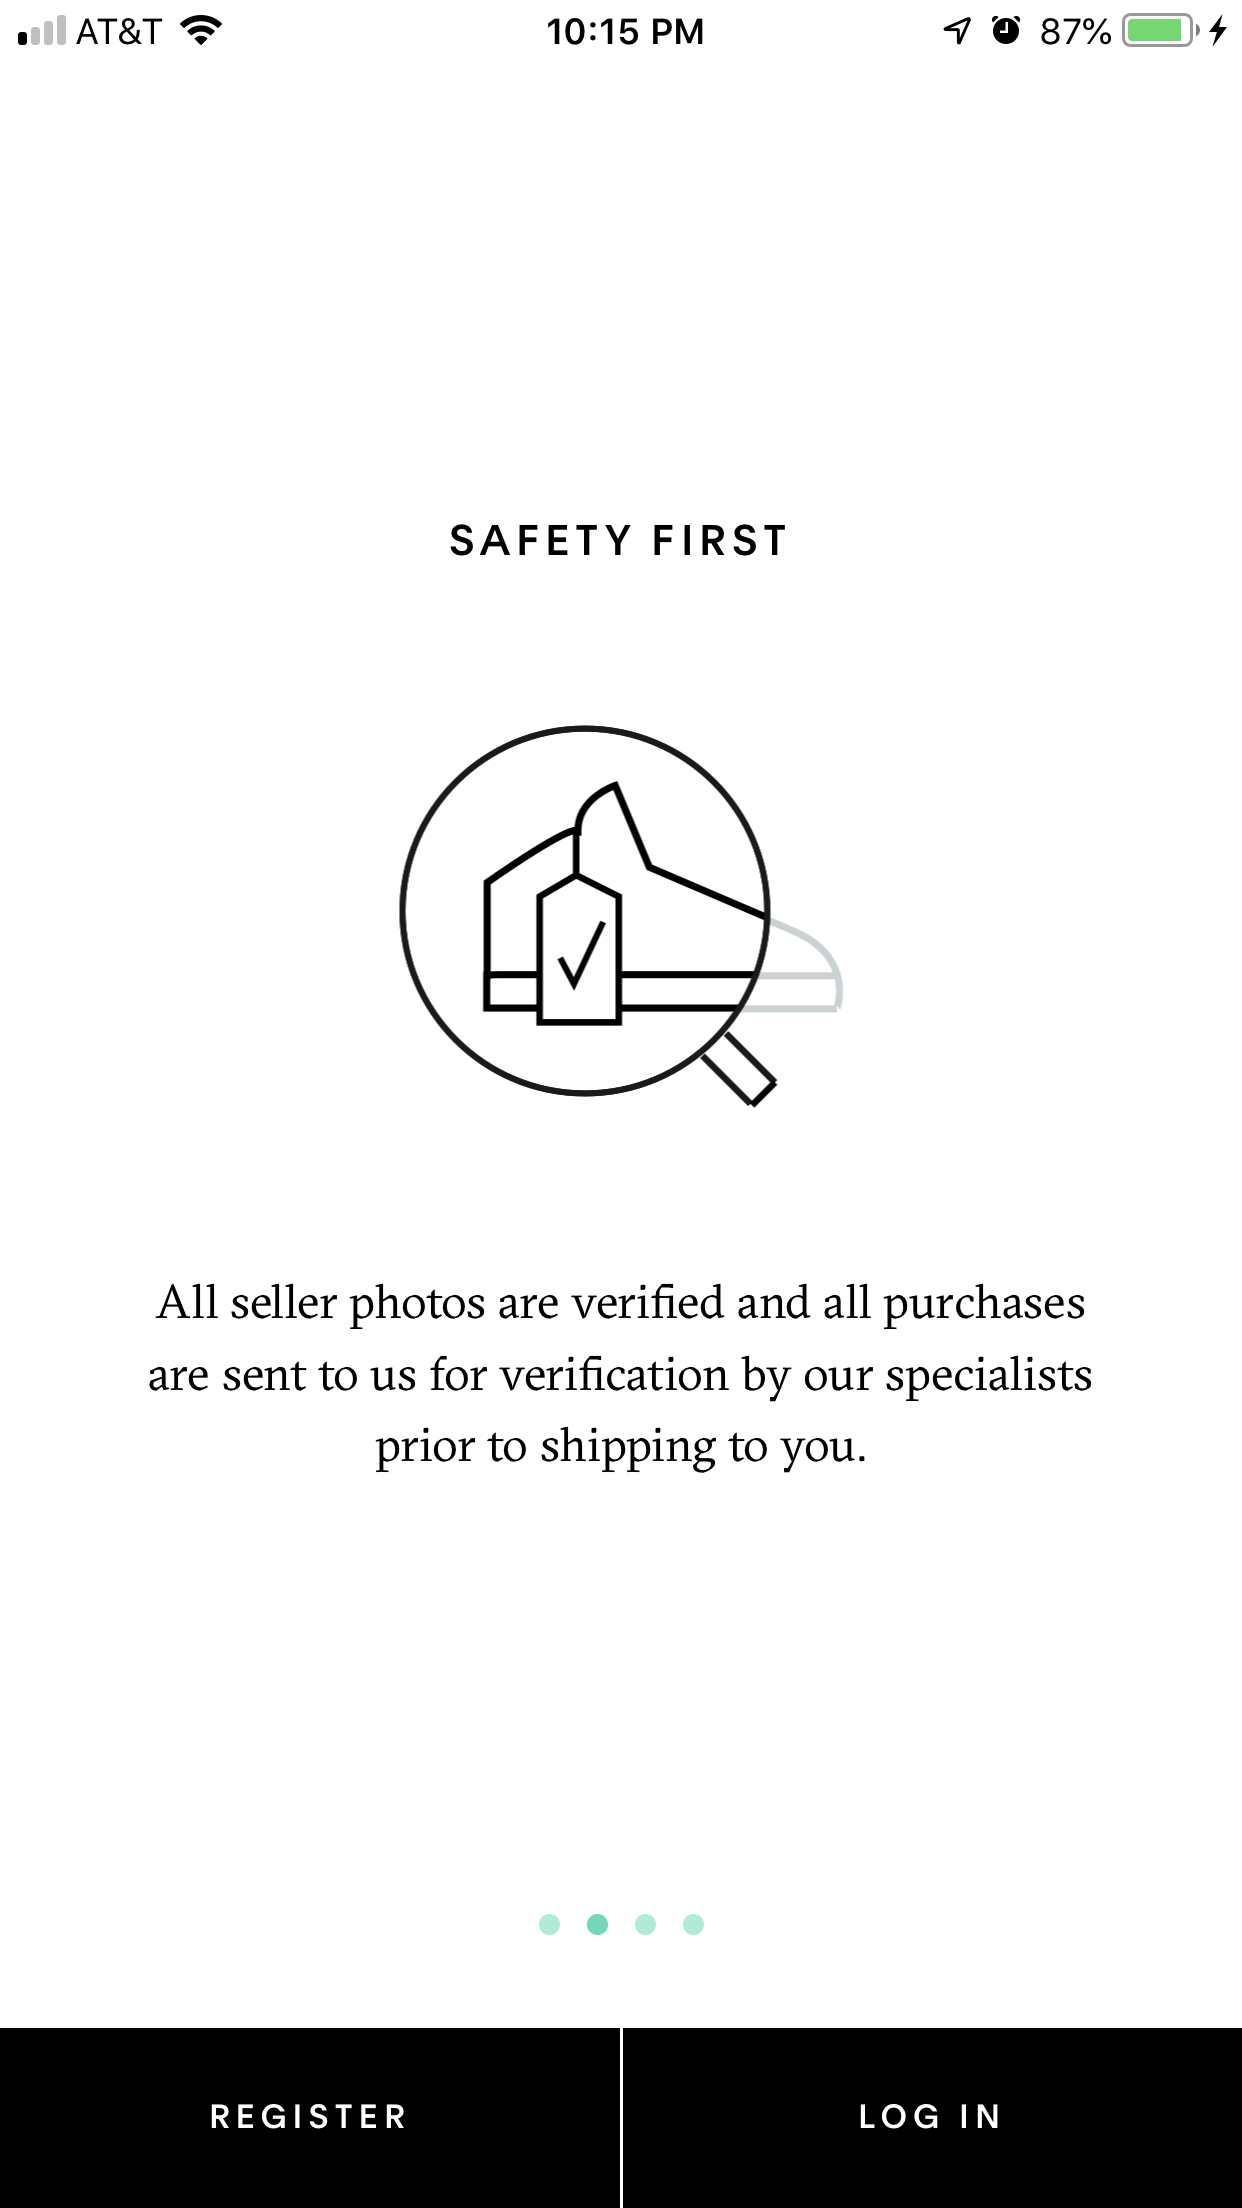 AT&T 10:15 PM 87%
SAFETY FIRST
All seller photos are verified and all purchases
are sent to us for verification by our specialists
prior to shipping to you.
REGISTER LOG IN